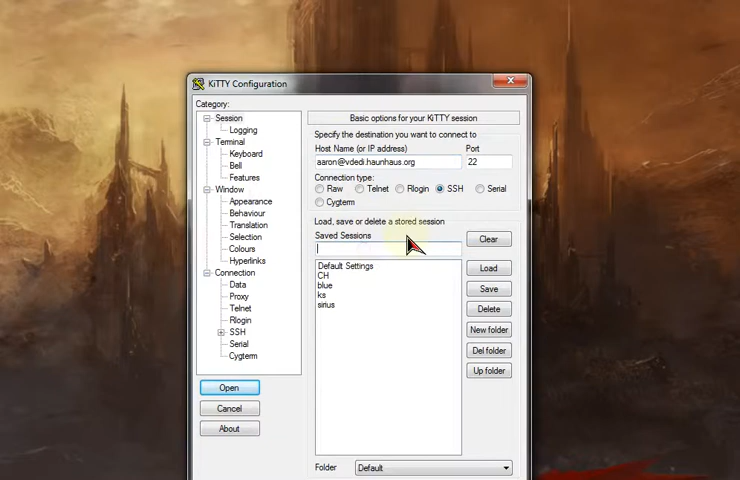 KiTTY Configuration
Category:
Session
Logging
Terminal
Keyboard
Bell
Features
Window
Appearance
Behaviour
Translation
Selection
Colours
Hyperlinks
Connection
Data
Proxy
Telnet
Rlogin
SSH
Serial
Cygterm
Open
Cancel
About
Basic options for your KiTTY session
Specify the destination you want to connect to
Host Name (or IP address) Port
aaron@vdedi.haunhaus.org 22
Connection type:
Raw Telnet Rlogin SSH Serial
Cygterm
Load, save or delete a stored session
Saved Sessions
Clear
Default Settings
CH
blue
ks
sirius
Load
Save
Delete
New folder
Del folder
Up folder
Folder Default